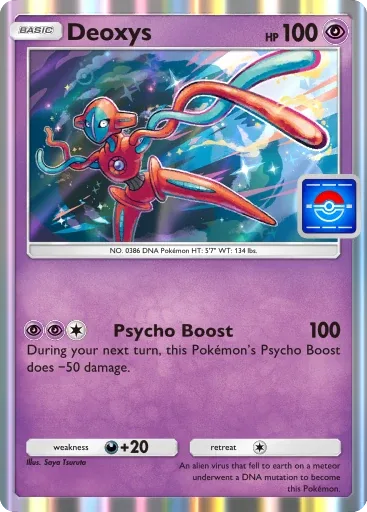 BASIC Deoxys HP 100
NO. 0386 DNA Pokémon HT: 5'7" WT: 134 lbs.
Psycho Boost 100
During your next turn, this Pokémon's Psycho Boost
does −50 damage.
weakness +20 retreat
Illus. Saya Tsuruta
An alien virus that fell to earth on a meteor
underwent a DNA mutation to become
this Pokémon.